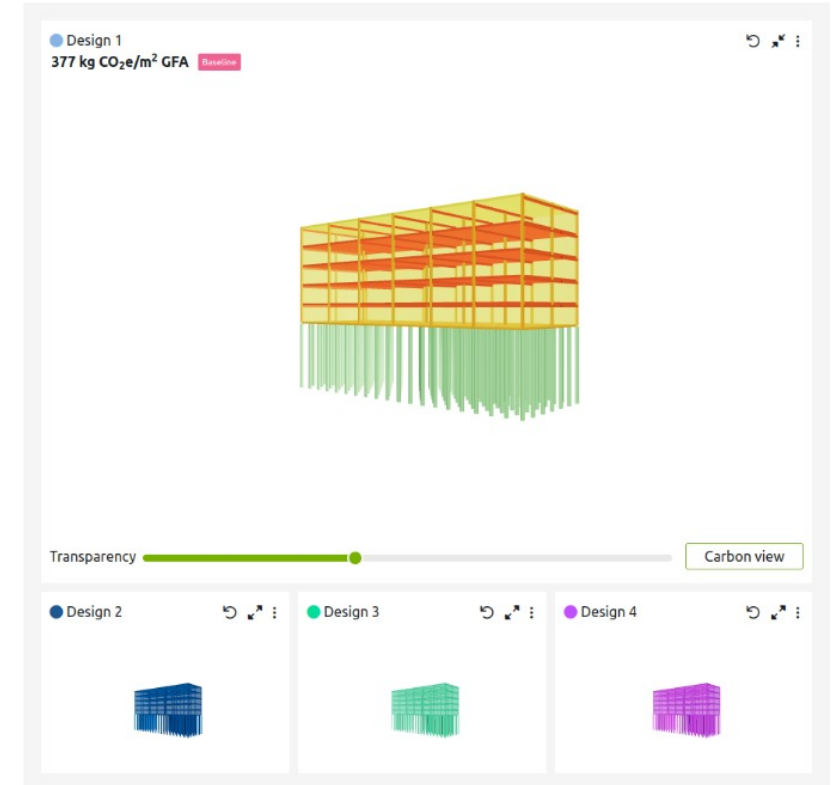 Design 1
377 kg CO₂e/m² GFA Baseline
Transparency Carbon view
Design 2 Design 3 Design 4